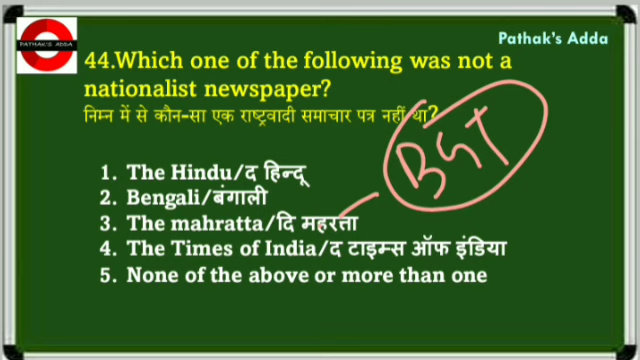 PATHAK'S ADDA
Pathak's Adda
44.Which one of the following was not a
nationalist newspaper?
निम्न में से कौन-सा एक राष्ट्रवादी समाचार पत्र नहीं था?
BGT
1. The Hindu/द हिन्दू
2. Bengali/बंगाली
3. The mahratta/दि महरत्ता
4. The Times of India/द टाइम्स ऑफ इंडिया
5. None of the above or more than one